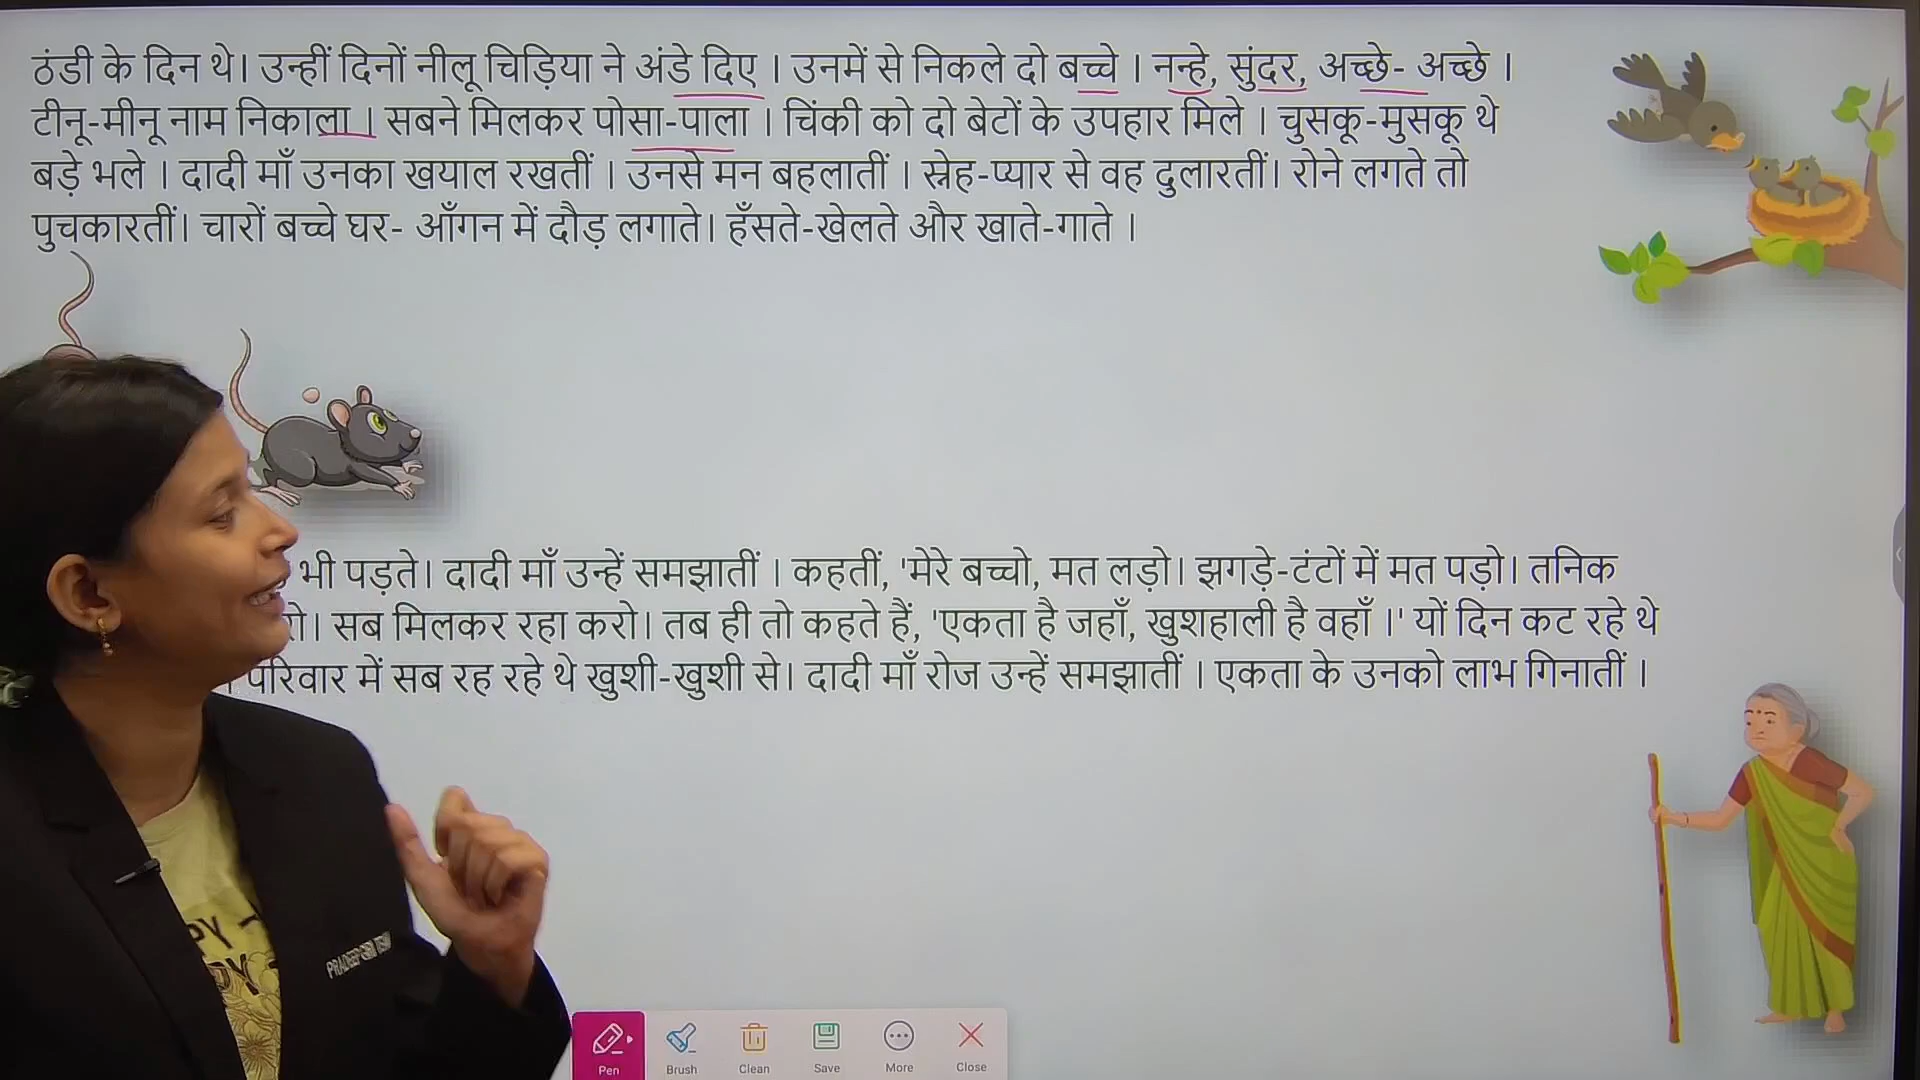 ठंडी के दिन थे। उन्हीं दिनों नीलू चिड़िया ने अंडे दिए । उनमें से निकले दो बच्चे । नन्हे, सुंदर, अच्छे- अच्छे ।
टीनू-मीनू नाम निकाला । सबने मिलकर पोसा-पाला । चिंकी को दो बेटों के उपहार मिले । चुसकू-मुसकू थे
बड़े भले । दादी माँ उनका खयाल रखतीं । उनसे मन बहलातीं । स्नेह-प्यार से वह दुलारतीं। रोने लगते तो
पुचकारतीं। चारों बच्चे घर- आँगन में दौड़ लगाते। हँसते-खेलते और खाते-गाते ।
भी पड़ते। दादी माँ उन्हें समझातीं । कहतीं, 'मेरे बच्चो, मत लड़ो। झगड़े-टंटों में मत पड़ो। तनिक
। सब मिलकर रहा करो। तब ही तो कहते हैं, 'एकता है जहाँ, खुशहाली है वहाँ ।' यों दिन कट रहे थे
। परिवार में सब रह रहे थे खुशी-खुशी से। दादी माँ रोज उन्हें समझातीं । एकता के उनको लाभ गिनातीं ।
Pen Brush Clean Save More Close